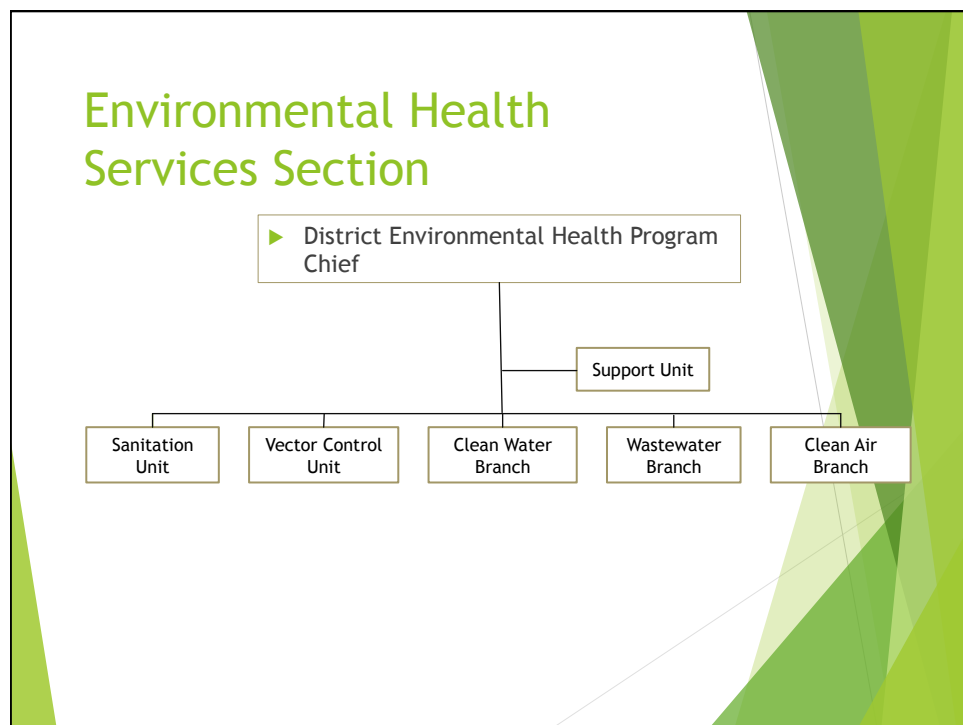 Environmental Health
Services Section
District Environmental Health Program
Chief
Support Unit
Sanitation
Unit
Vector Control
Unit
Clean Water
Branch
Wastewater
Branch
Clean Air
Branch